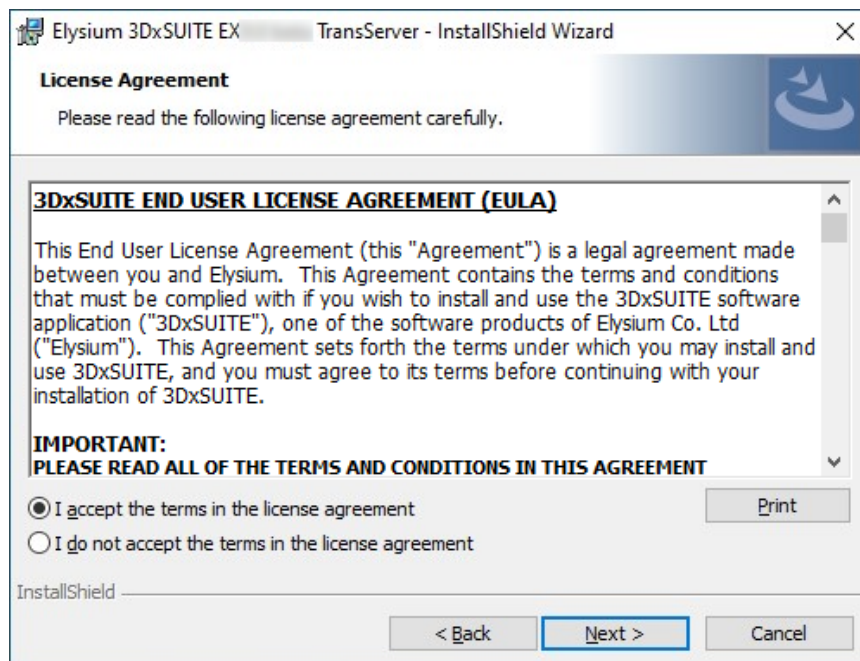 Elysium 3DxSUITE EX TransServer - InstallShield Wizard
License Agreement
Please read the following license agreement carefully.
3DxSUITE END USER LICENSE AGREEMENT (EULA)
This End User License Agreement (this "Agreement") is a legal agreement made
between you and Elysium.  This Agreement contains the terms and conditions
that must be complied with if you wish to install and use the 3DxSUITE software
application ("3DxSUITE"), one of the software products of Elysium Co. Ltd
("Elysium").  This Agreement sets forth the terms under which you may install and
use 3DxSUITE, and you must agree to its terms before continuing with your
installation of 3DxSUITE.
IMPORTANT:
PLEASE READ ALL OF THE TERMS AND CONDITIONS IN THIS AGREEMENT
I accept the terms in the license agreement
Print
I do not accept the terms in the license agreement
InstallShield
< Back
Next >
Cancel